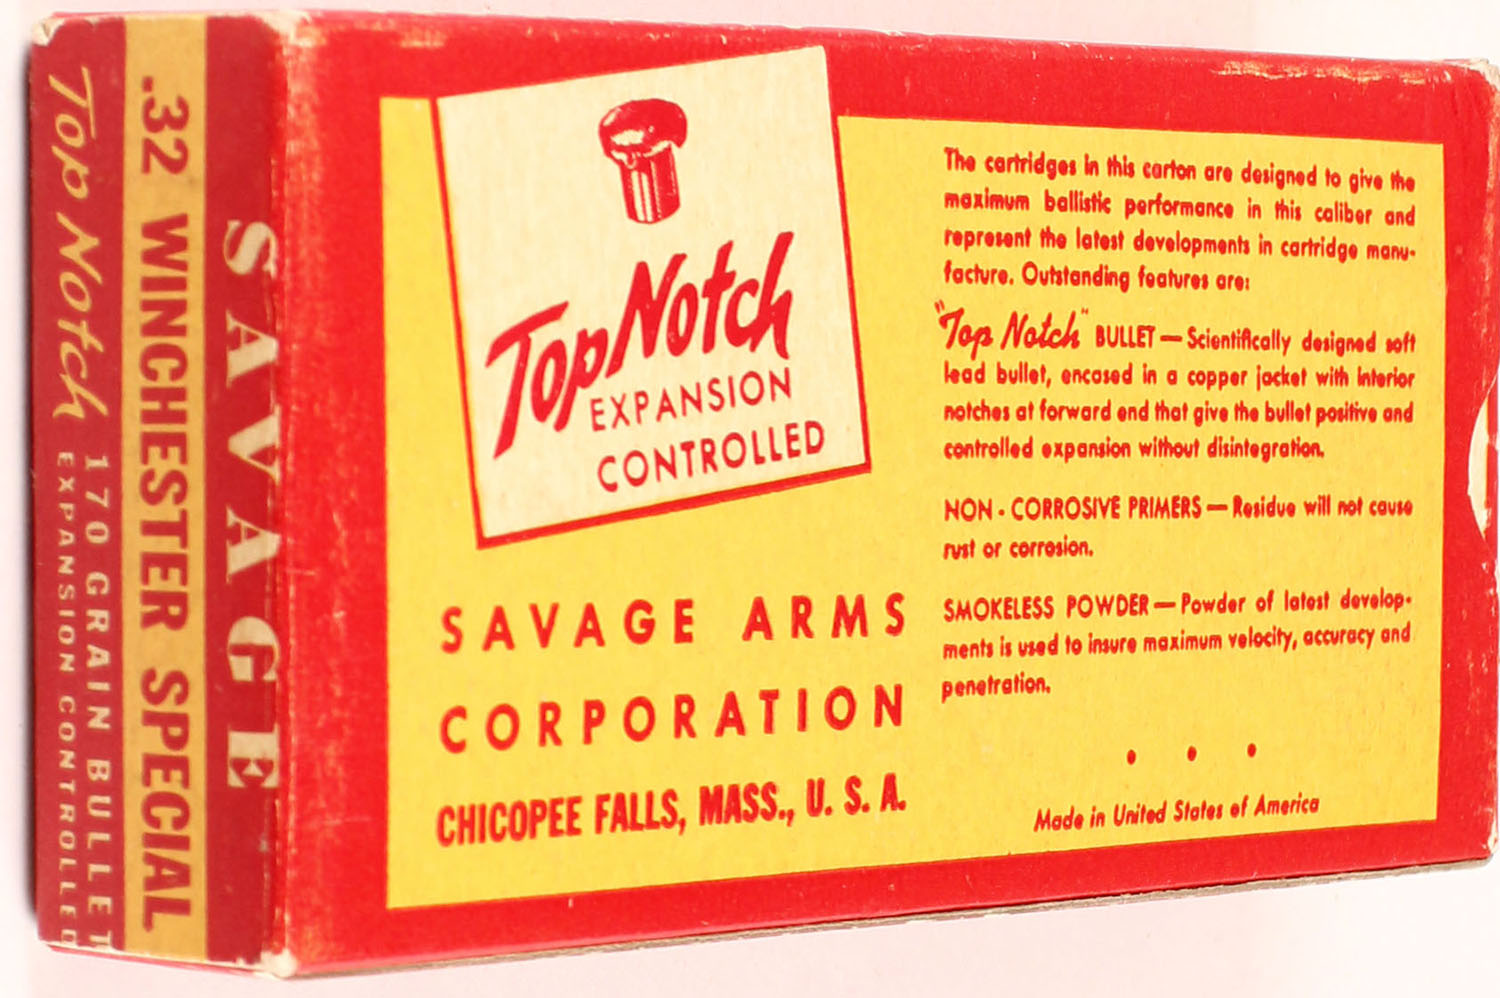 SAVAGE
.32 WINCHESTER SPECIAL
Top Notch 170 GRAIN BULLET
EXPANSION CONTROLLED
Top Notch
EXPANSION
CONTROLLED
SAVAGE ARMS
CORPORATION
CHICOPEE FALLS, MASS., U. S. A.
The cartridges in this carton are designed to give the
maximum ballistic performance in this caliber and
represent the latest developments in cartridge manu-
facture. Outstanding features are:
"Top Notch" BULLET — Scientifically designed soft
lead bullet, encased in a copper jacket with interior
notches at forward end that give the bullet positive and
controlled expansion without disintegration.
NON - CORROSIVE PRIMERS — Residue will not cause
rust or corrosion.
SMOKELESS POWDER — Powder of latest develop-
ments is used to insure maximum velocity, accuracy and
penetration.
Made in United States of America